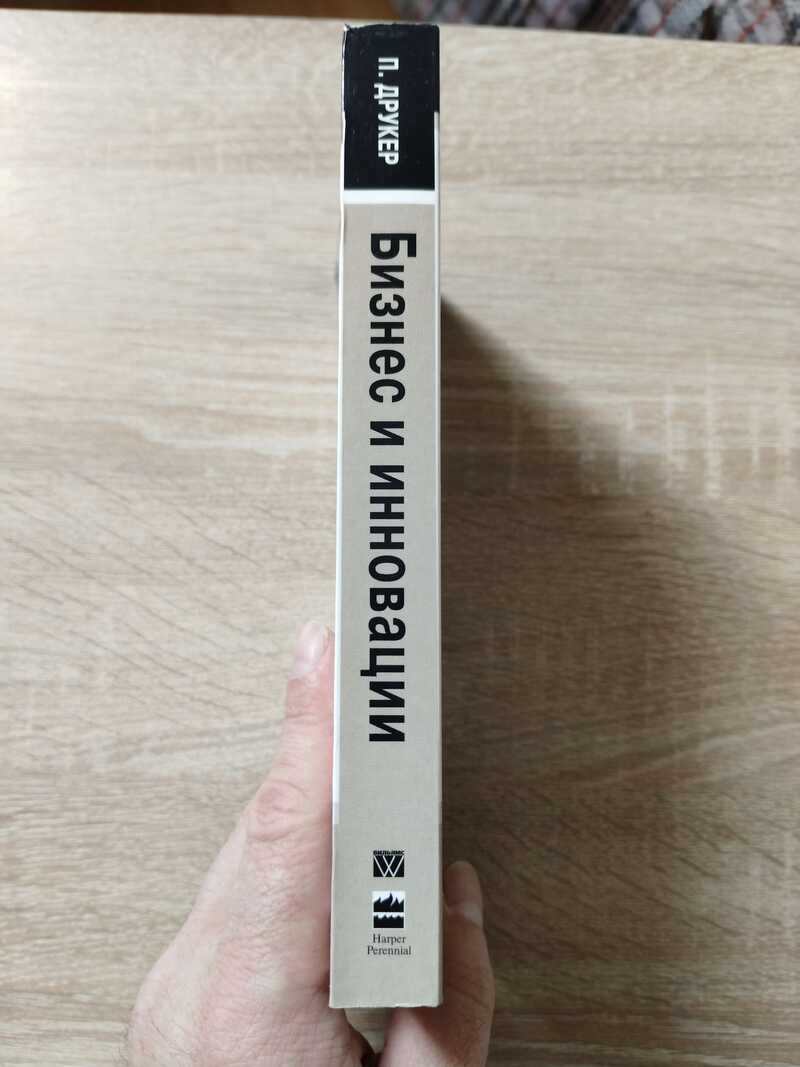 П. ДРУКЕР
Бизнес и инновации
ВИЛЬЯМС
Harper
Perennial